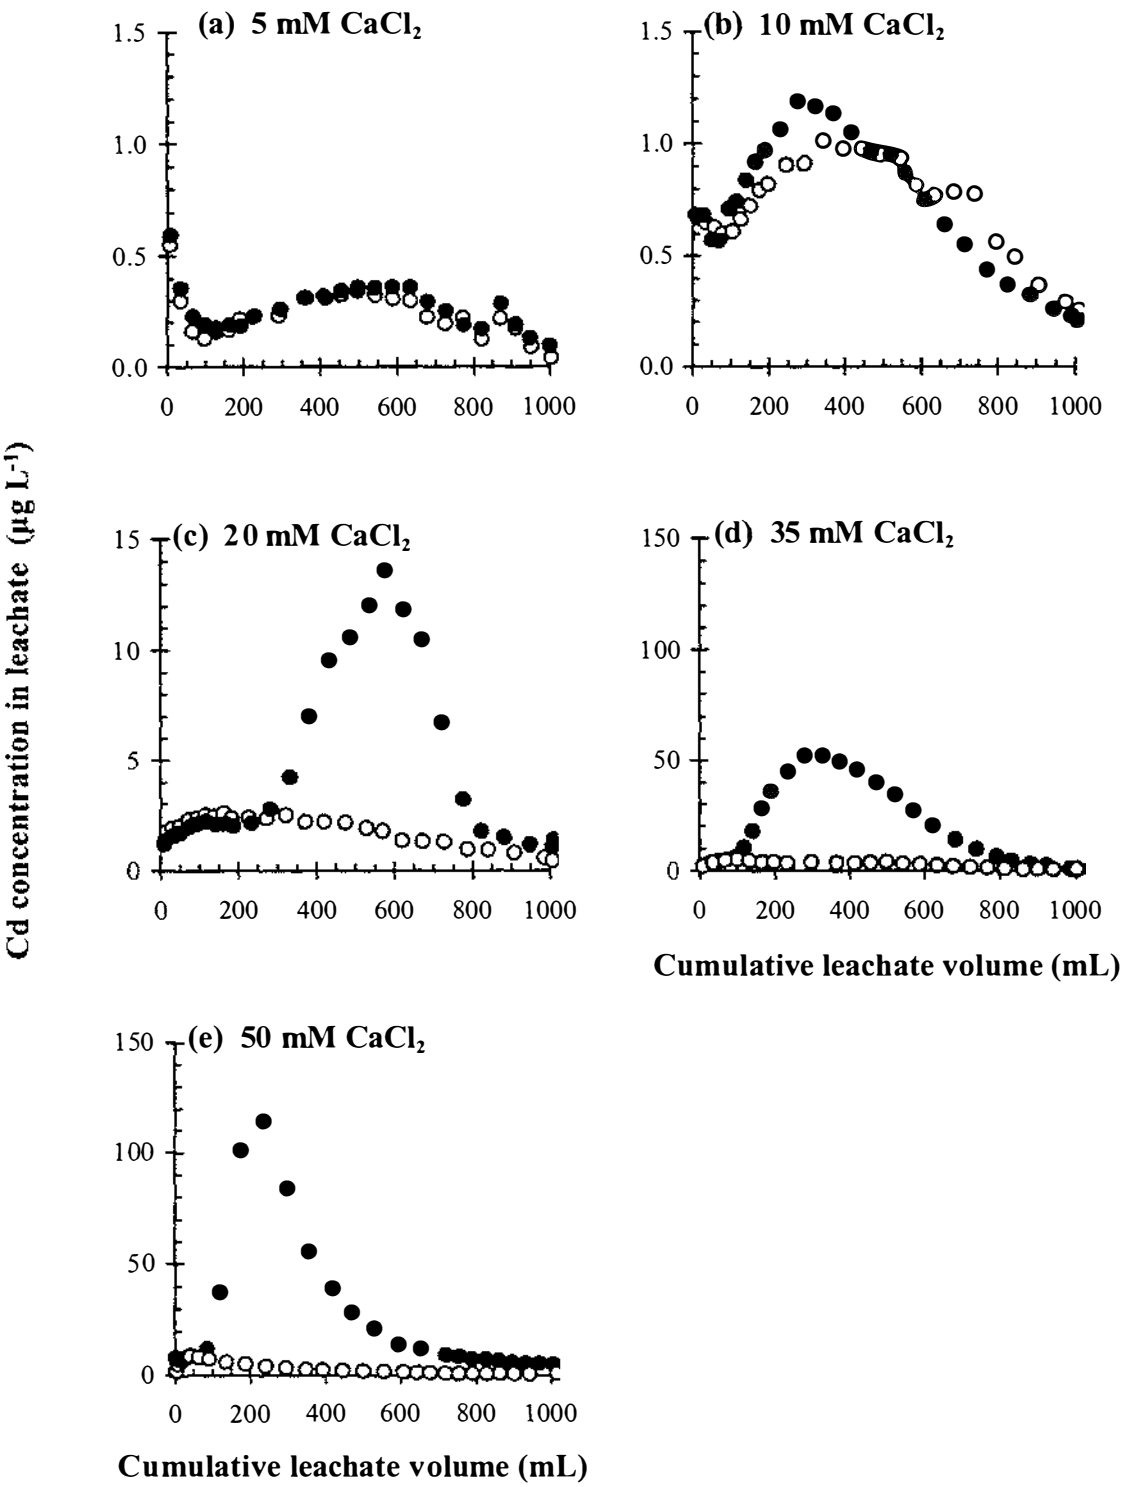 (a) 5 mM CaCl₂
1.5
1.0
0.5
0.0
0 200 400 600 800 1000
(b) 10 mM CaCl₂
1.5
1.0
0.5
0.0
0 200 400 600 800 1000
Cd concentration in leachate (µg L⁻¹)
(c) 20 mM CaCl₂
15
10
5
0
0 200 400 600 800 1000
(d) 35 mM CaCl₂
150
100
50
0
0 200 400 600 800 1000
Cumulative leachate volume (mL)
(e) 50 mM CaCl₂
150
100
50
0
0 200 400 600 800 1000
Cumulative leachate volume (mL)